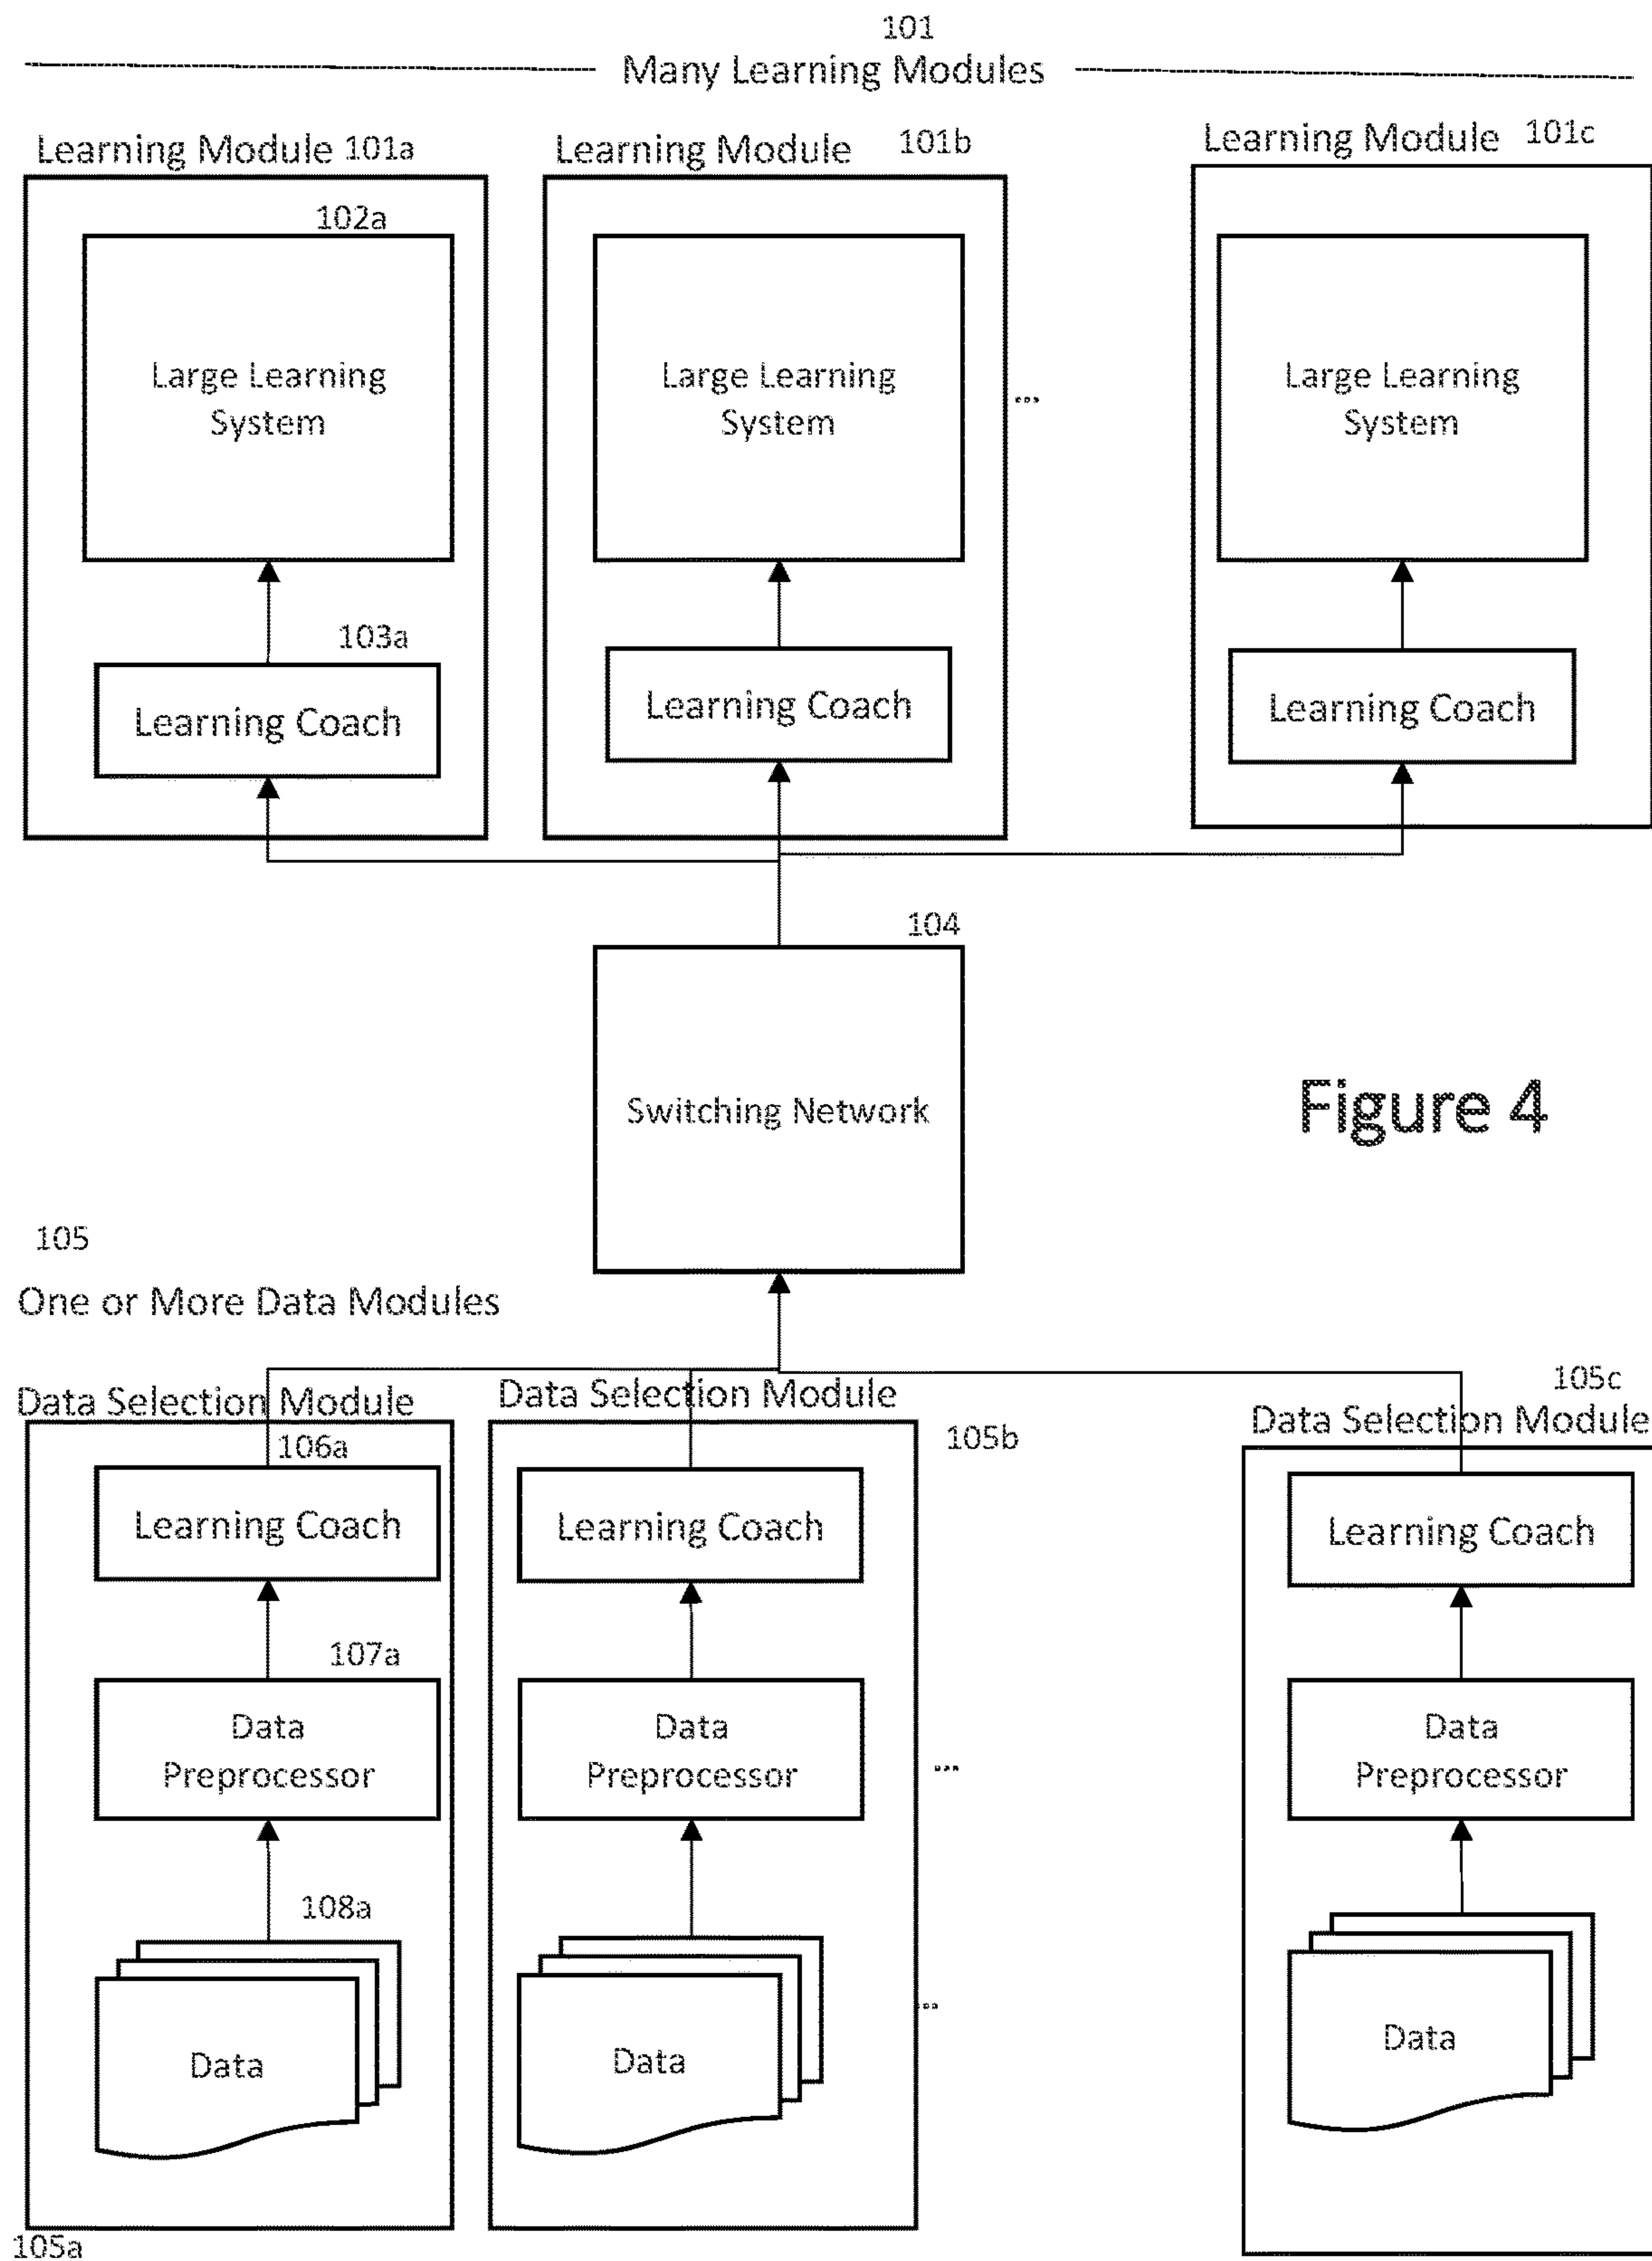 101
Many Learning Modules
Learning Module 101a
Learning Module 101b
Learning Module 101c
102a
Large Learning
System
Large Learning
System
...
Large Learning
System
103a
Learning Coach
Learning Coach
Learning Coach
104
Switching Network
Figure 4
105
One or More Data Modules
Data Selection Module
Data Selection Module
105c
Data Selection Module
106a
105b
Learning Coach
Learning Coach
Learning Coach
107a
Data
Preprocessor
Data
Preprocessor
...
Data
Preprocessor
108a
...
Data
Data
Data
105a